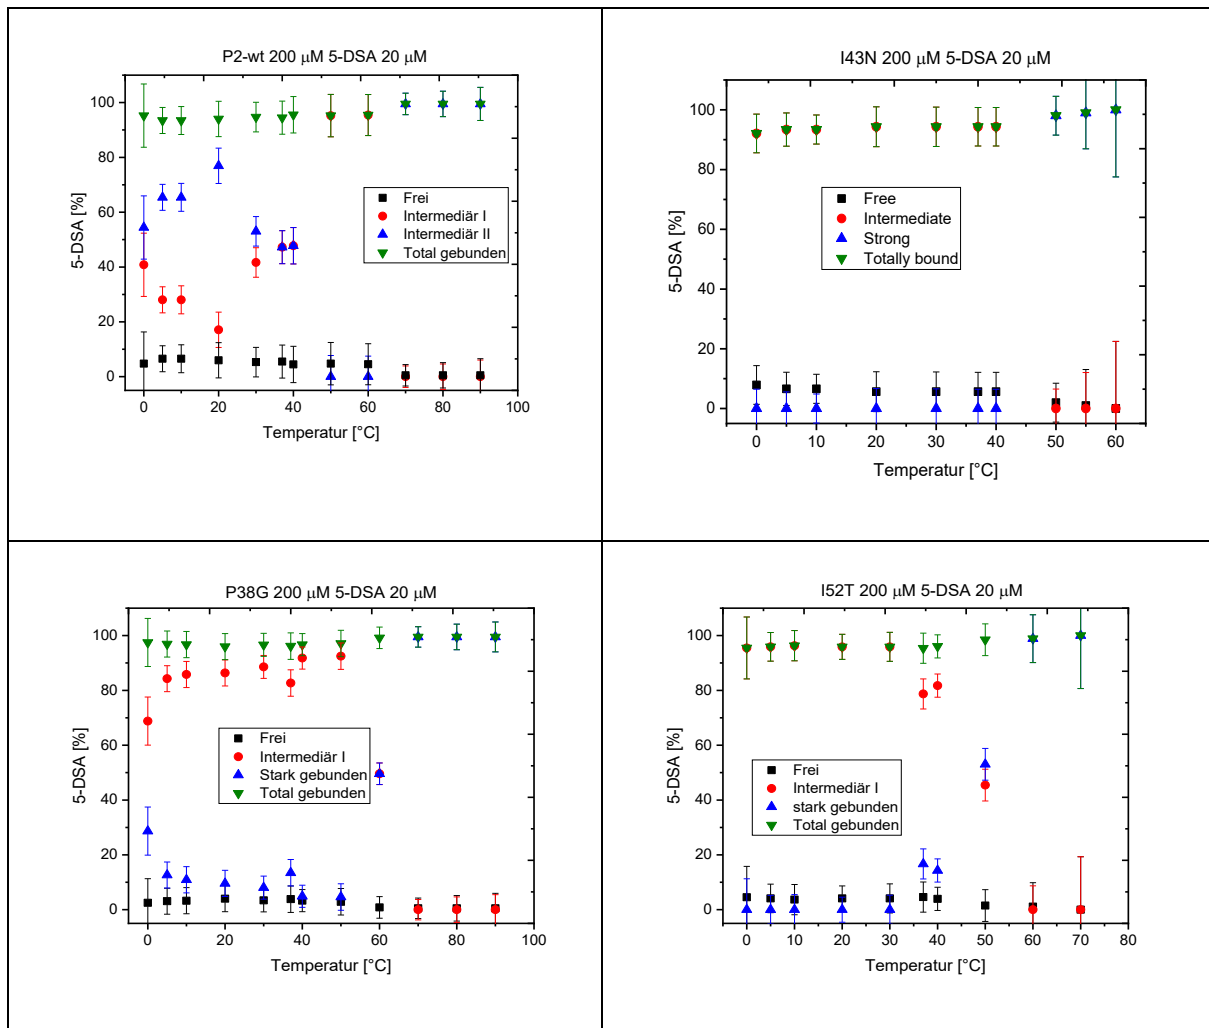 P2-wt 200 μM 5-DSA 20 μM
100
80
60
40
20
0
5-DSA [%]
Frei
Intermediär I
Intermediär II
Total gebunden
0 20 40 60 80 100
Temperatur [°C]
I43N 200 μM 5-DSA 20 μM
100
80
60
40
20
0
5-DSA [%]
Free
Intermediate
Strong
Totally bound
0 10 20 30 40 50 60
Temperatur [°C]
P38G 200 μM 5-DSA 20 μM
100
80
60
40
20
0
5-DSA [%]
Frei
Intermediär I
Stark gebunden
Total gebunden
0 20 40 60 80 100
Temperatur [°C]
I52T 200 μM 5-DSA 20 μM
100
80
60
40
20
0
5-DSA [%]
Frei
Intermediär I
stark gebunden
Total gebunden
0 10 20 30 40 50 60 70 80
Temperatur [°C]